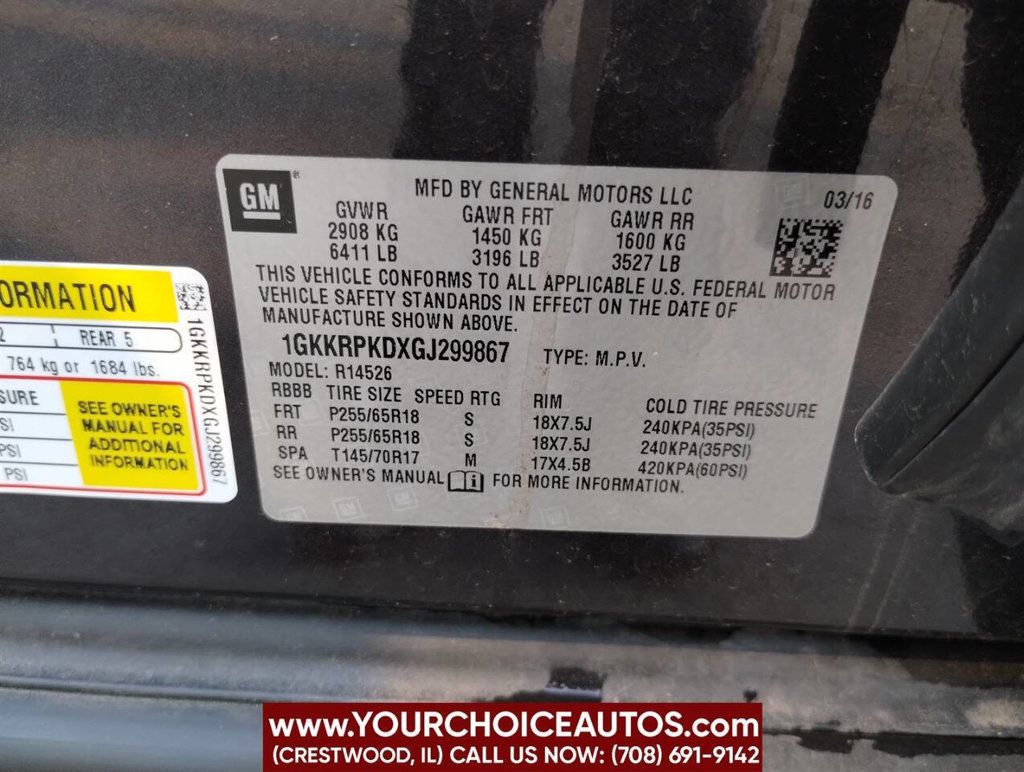 GM
MFD BY GENERAL MOTORS LLC 03/16
GVWR GAWR FRT GAWR RR
2908 KG 1450 KG 1600 KG
6411 LB 3196 LB 3527 LB
THIS VEHICLE CONFORMS TO ALL APPLICABLE U.S. FEDERAL MOTOR
VEHICLE SAFETY STANDARDS IN EFFECT ON THE DATE OF
MANUFACTURE SHOWN ABOVE.
1GKKRPKDXGJ299867 TYPE: M.P.V.
MODEL: R14526
RBBB TIRE SIZE SPEED RTG RIM COLD TIRE PRESSURE
FRT P255/65R18 S 18X7.5J 240KPA(35PSI)
RR P255/65R18 S 18X7.5J 240KPA(35PSI)
SPA T145/70R17 M 17X4.5B 420KPA(60PSI)
SEE OWNER'S MANUAL i FOR MORE INFORMATION.
ORMATION
2 REAR 5
764 kg or 1684 lbs.
SURE
SI
SI
PSI
SEE OWNER'S
MANUAL FOR
ADDITIONAL
INFORMATION
1GKKRPKDXGJ299867
www.YOURCHOICEAUTOS.com
(CRESTWOOD, IL) CALL US NOW: (708) 691-9142